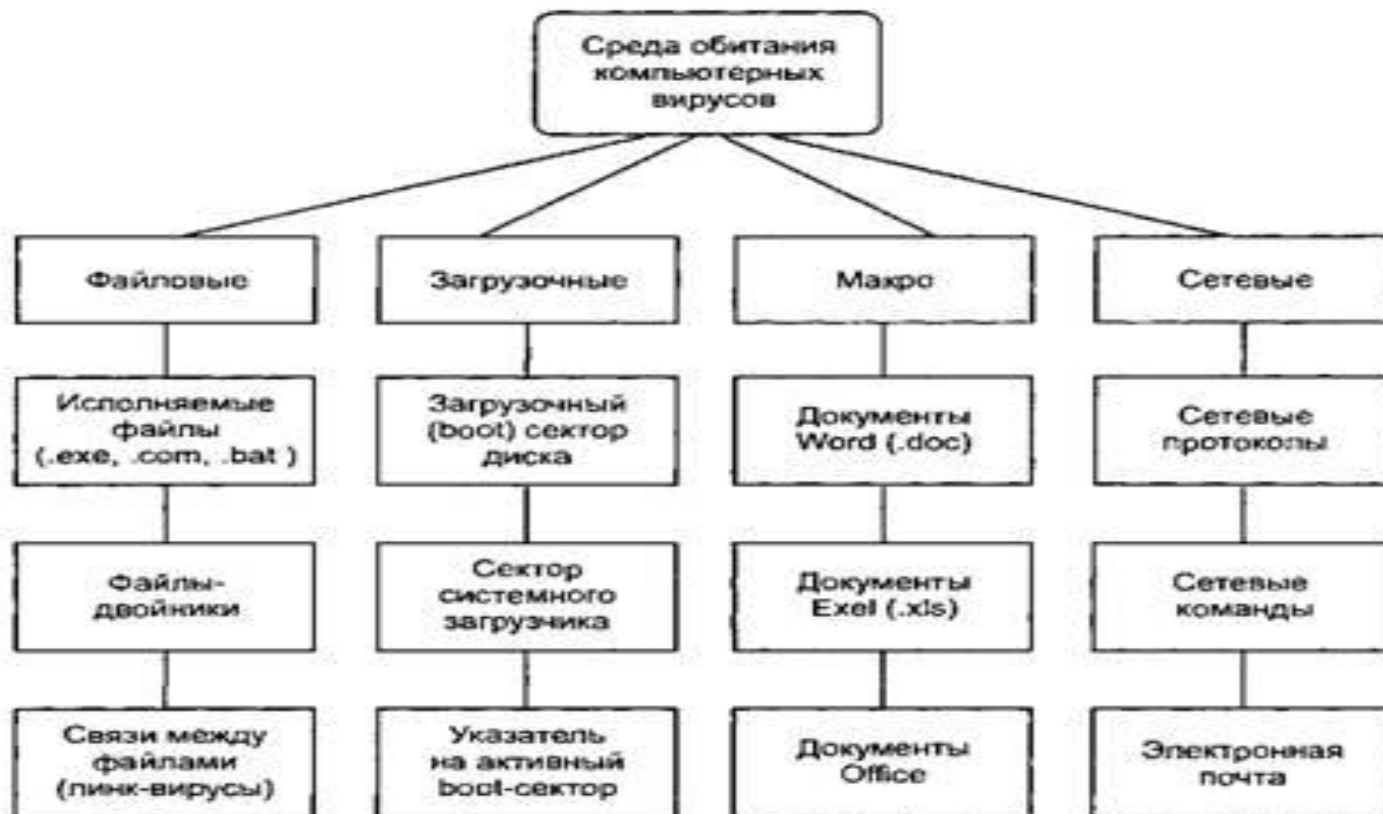 Среда обитания
компьютерных
вирусов
Файловые
Загрузочные
Макро
Сетевые
Исполняемые
файлы
(.exe, .com, .bat )
Загрузочный
(boot) сектор
диска
Документы
Word (.doc)
Сетевые
протоколы
Файлы-
двойники
Сектор
системного
загрузчика
Документы
Exel (.xls)
Сетевые
команды
Связи между
файлами
(линк-вирусы)
Указатель
на активный
boot-сектор
Документы
Office
Электронная
почта